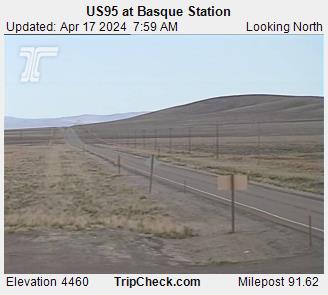 US95 at Basque Station
Updated: Apr 17 2024 7:59 AM Looking North
Elevation 4460 TripCheck.com Milepost 91.62